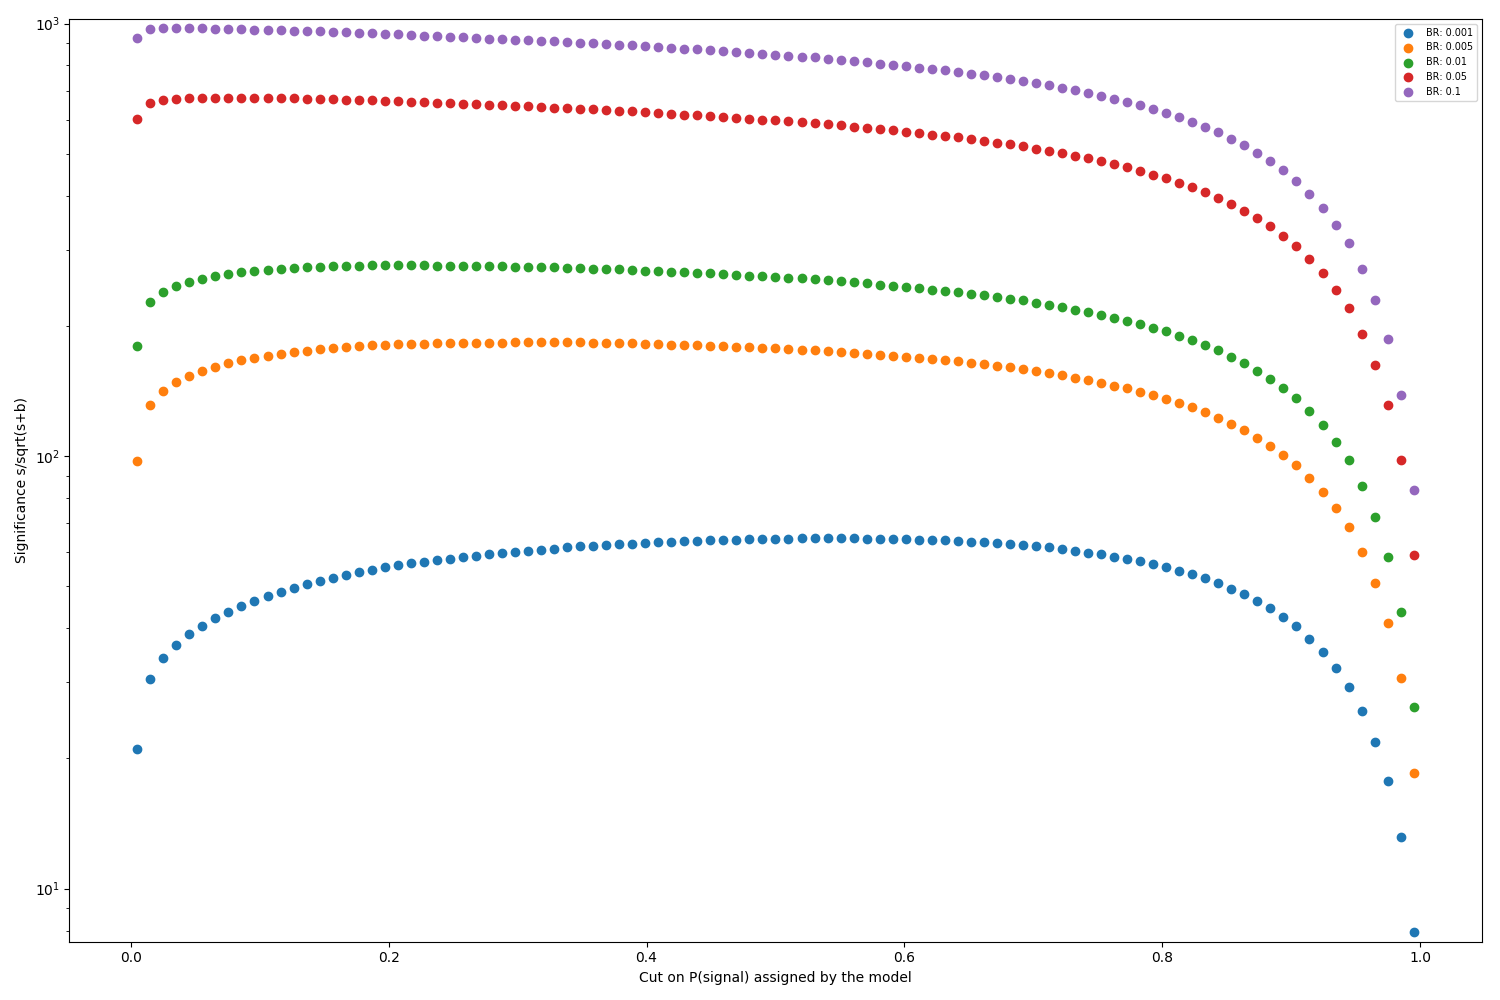 10³
10²
10¹
Significance s/sqrt(s+b)
BR: 0.001
BR: 0.005
BR: 0.01
BR: 0.05
BR: 0.1
0.0 0.2 0.4 0.6 0.8 1.0
Cut on P(signal) assigned by the model